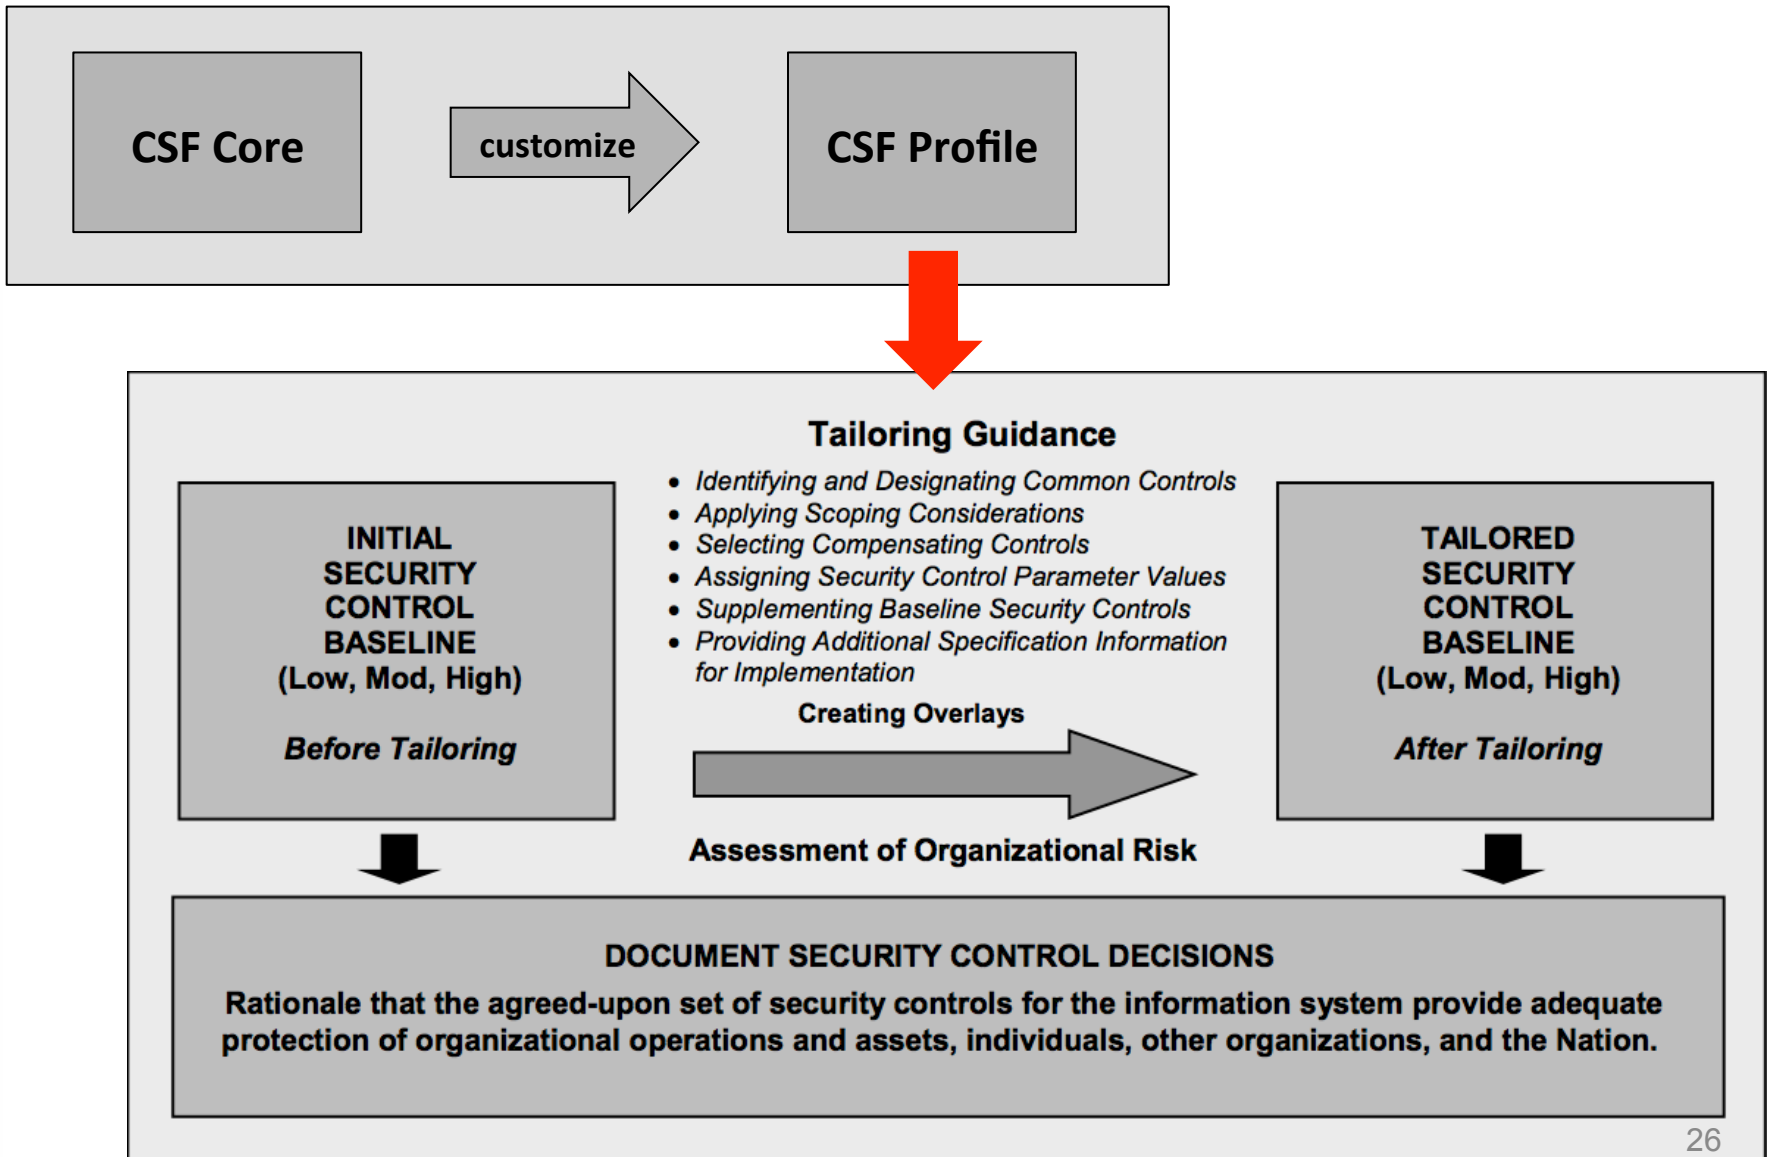 CSF Core
customize
CSF Profile
Tailoring Guidance
• Identifying and Designating Common Controls
• Applying Scoping Considerations
• Selecting Compensating Controls
• Assigning Security Control Parameter Values
• Supplementing Baseline Security Controls
• Providing Additional Specification Information
for Implementation
Creating Overlays
Assessment of Organizational Risk
INITIAL
SECURITY
CONTROL
BASELINE
(Low, Mod, High)
Before Tailoring
TAILORED
SECURITY
CONTROL
BASELINE
(Low, Mod, High)
After Tailoring
DOCUMENT SECURITY CONTROL DECISIONS
Rationale that the agreed-upon set of security controls for the information system provide adequate
protection of organizational operations and assets, individuals, other organizations, and the Nation.
26